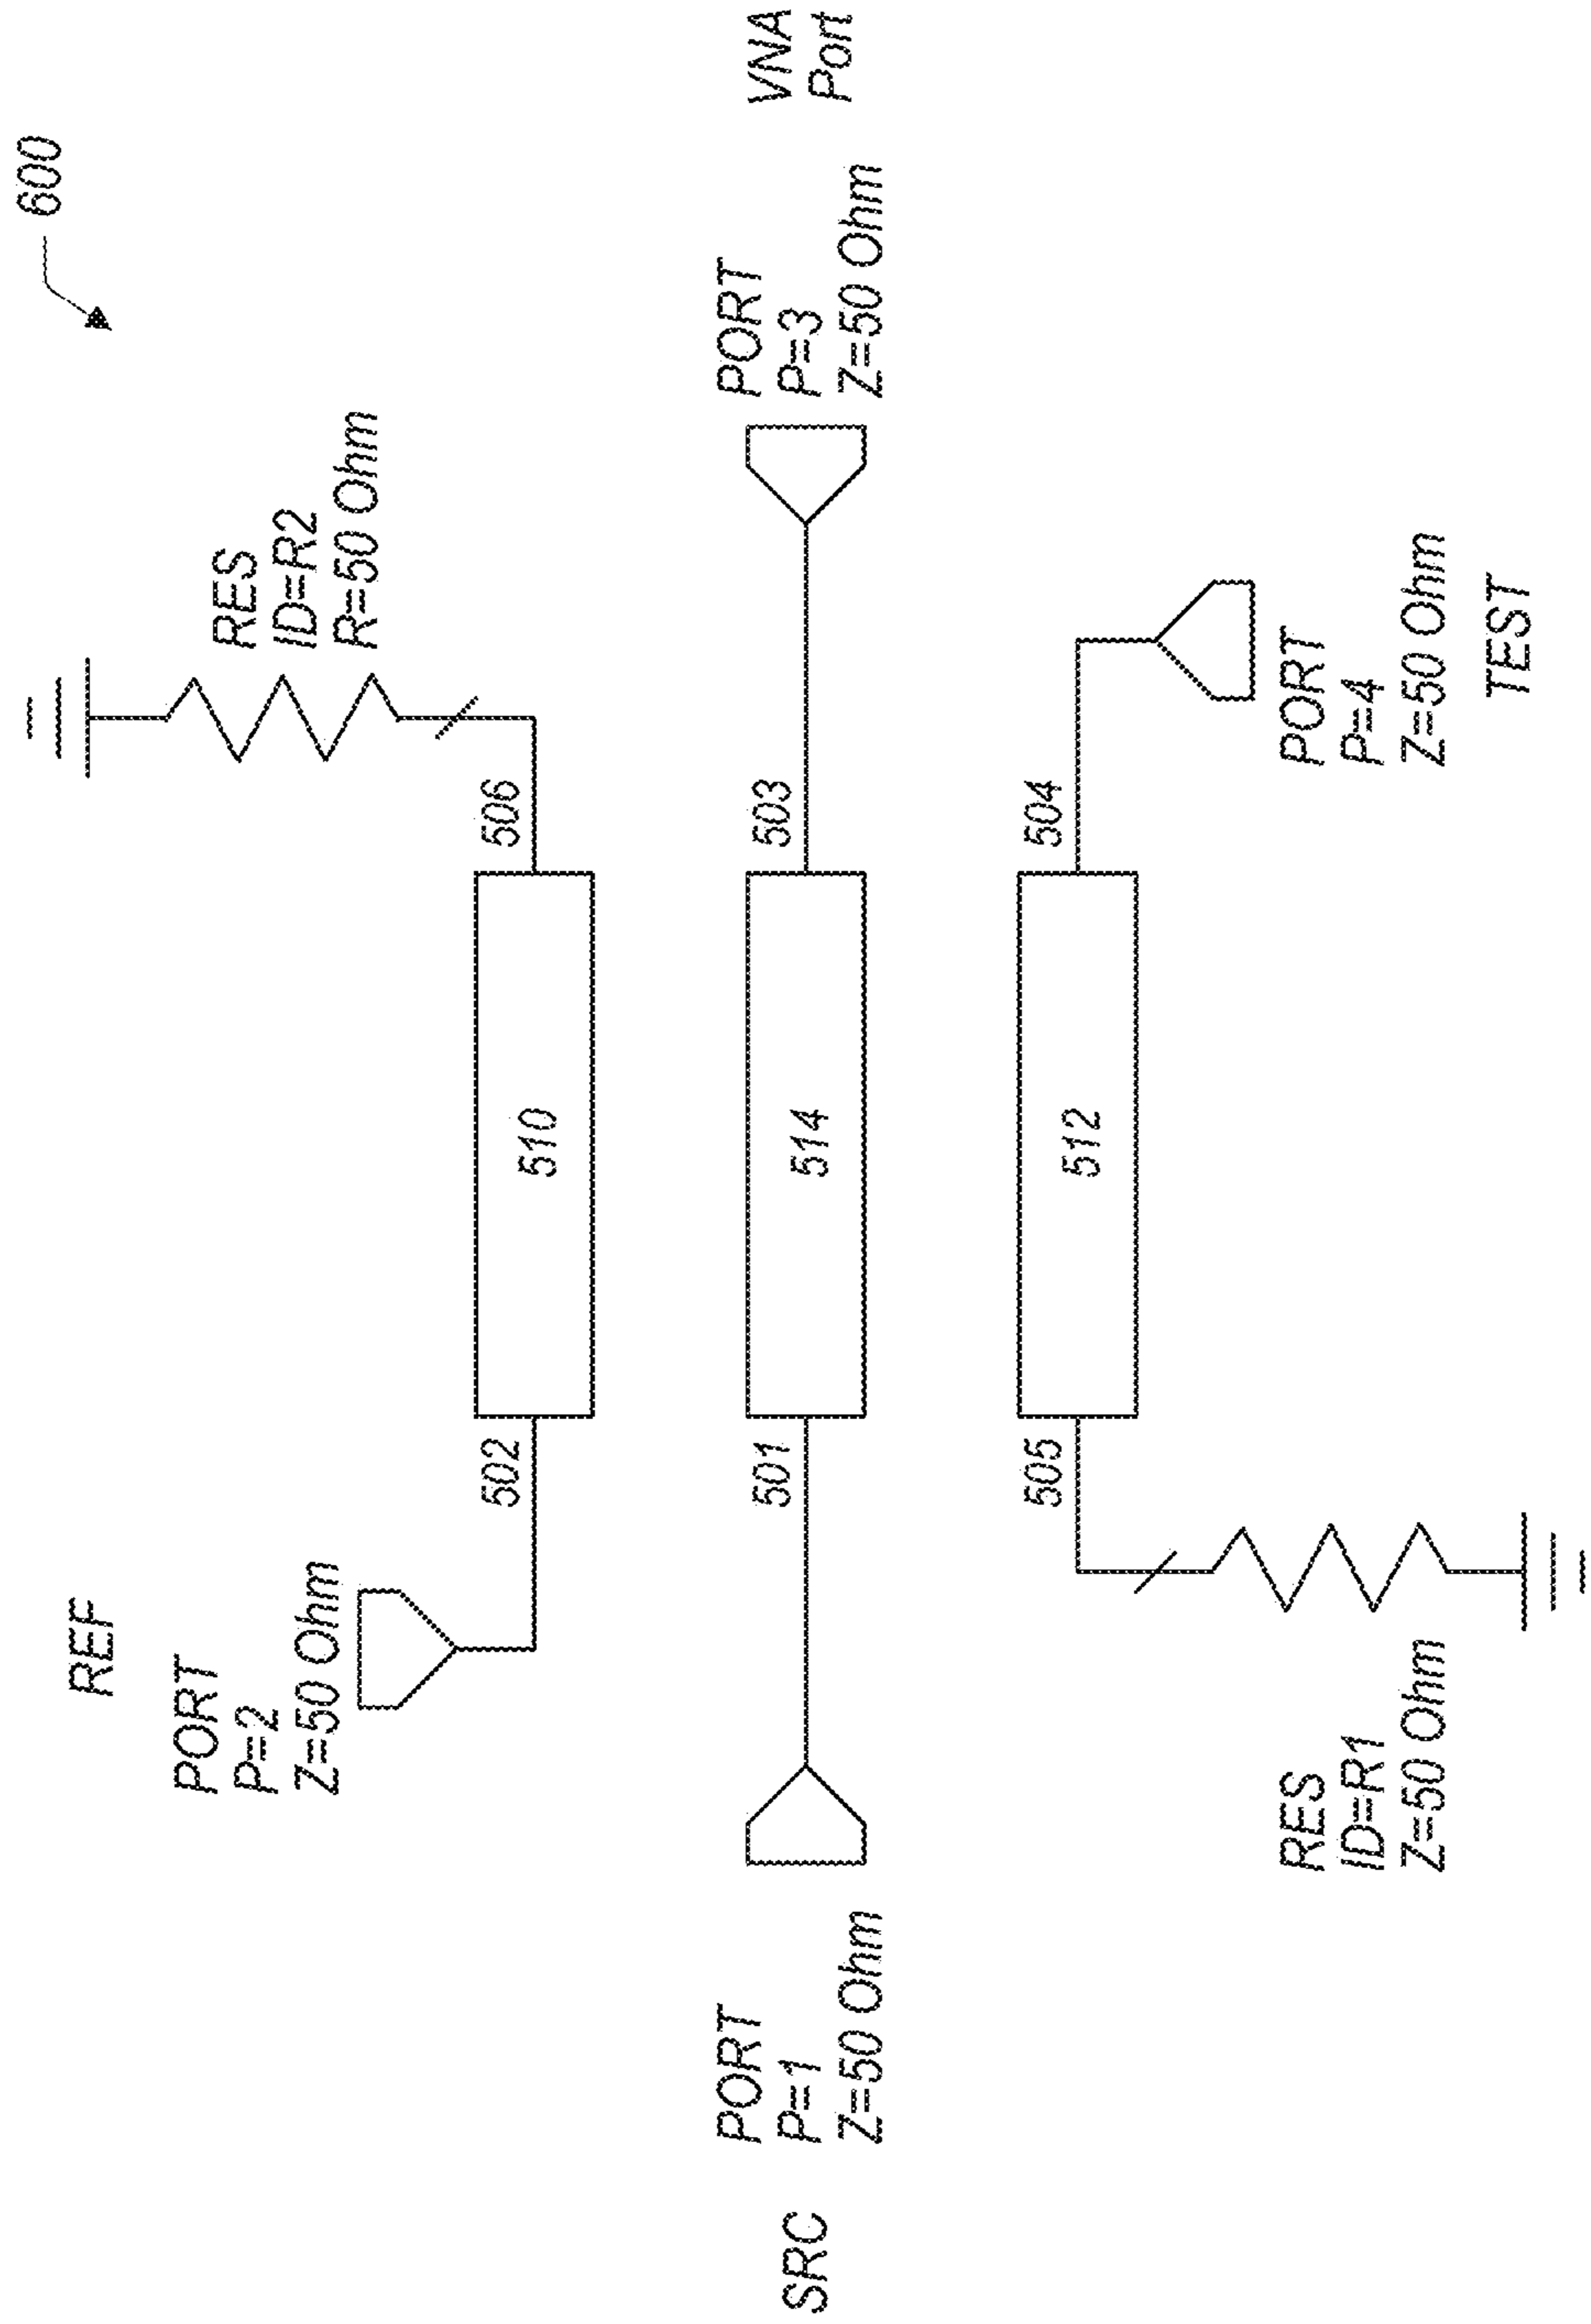 600
REF
PORT
P=2
Z=50 Ohm
RES
ID=R2
R=50 Ohm
502
506
510
SRC
PORT
P=1
Z=50 Ohm
501
503
514
PORT
P=3
Z=50 Ohm
VNA
Port
505
504
512
RES
ID=R1
Z=50 Ohm
PORT
P=4
Z=50 Ohm
TEST